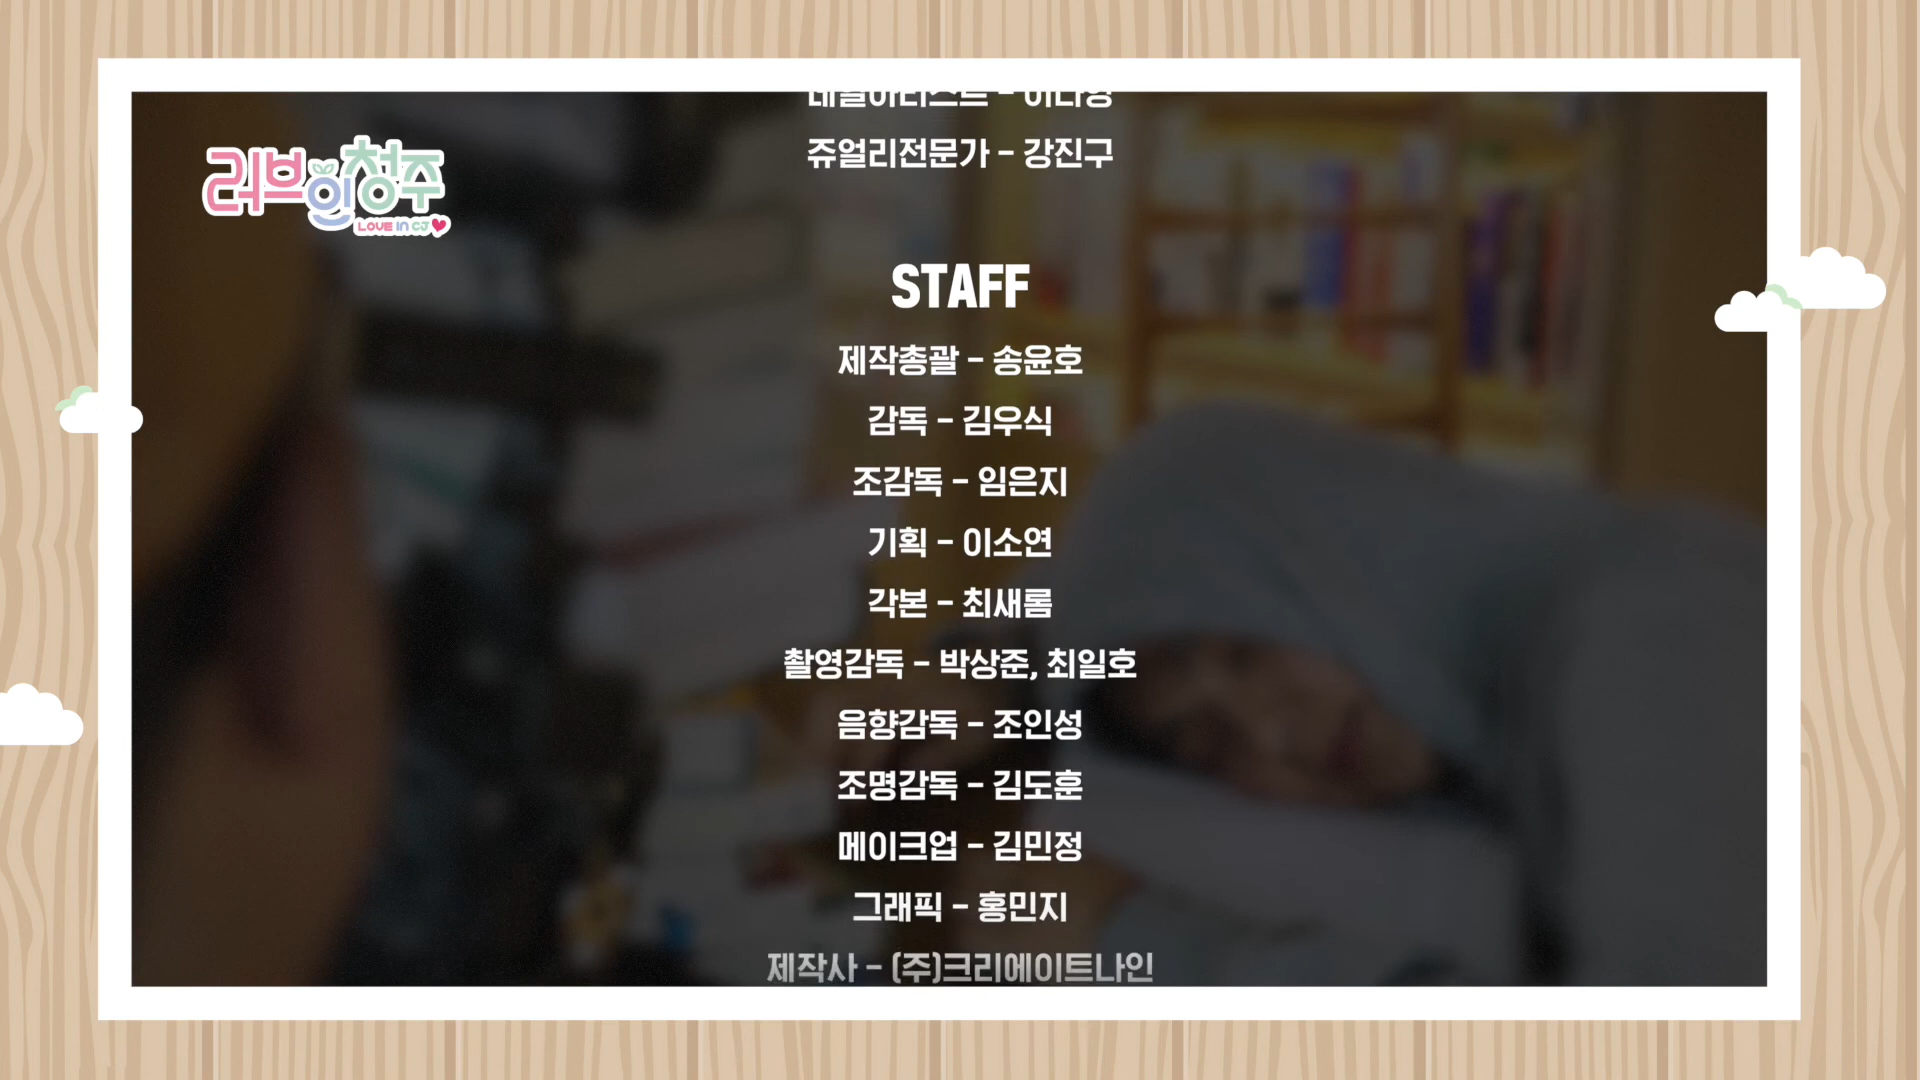 쥬얼리전문가 - 강진구
러브인청주
LOVE IN CJ
STAFF
제작총괄 - 송윤호
감독 - 김우식
조감독 - 임은지
기획 - 이소연
각본 - 최새롬
촬영감독 - 박상준, 최일호
음향감독 - 조인성
조명감독 - 김도훈
메이크업 - 김민정
그래픽 - 홍민지
제작사 - (주)크리에이트나인